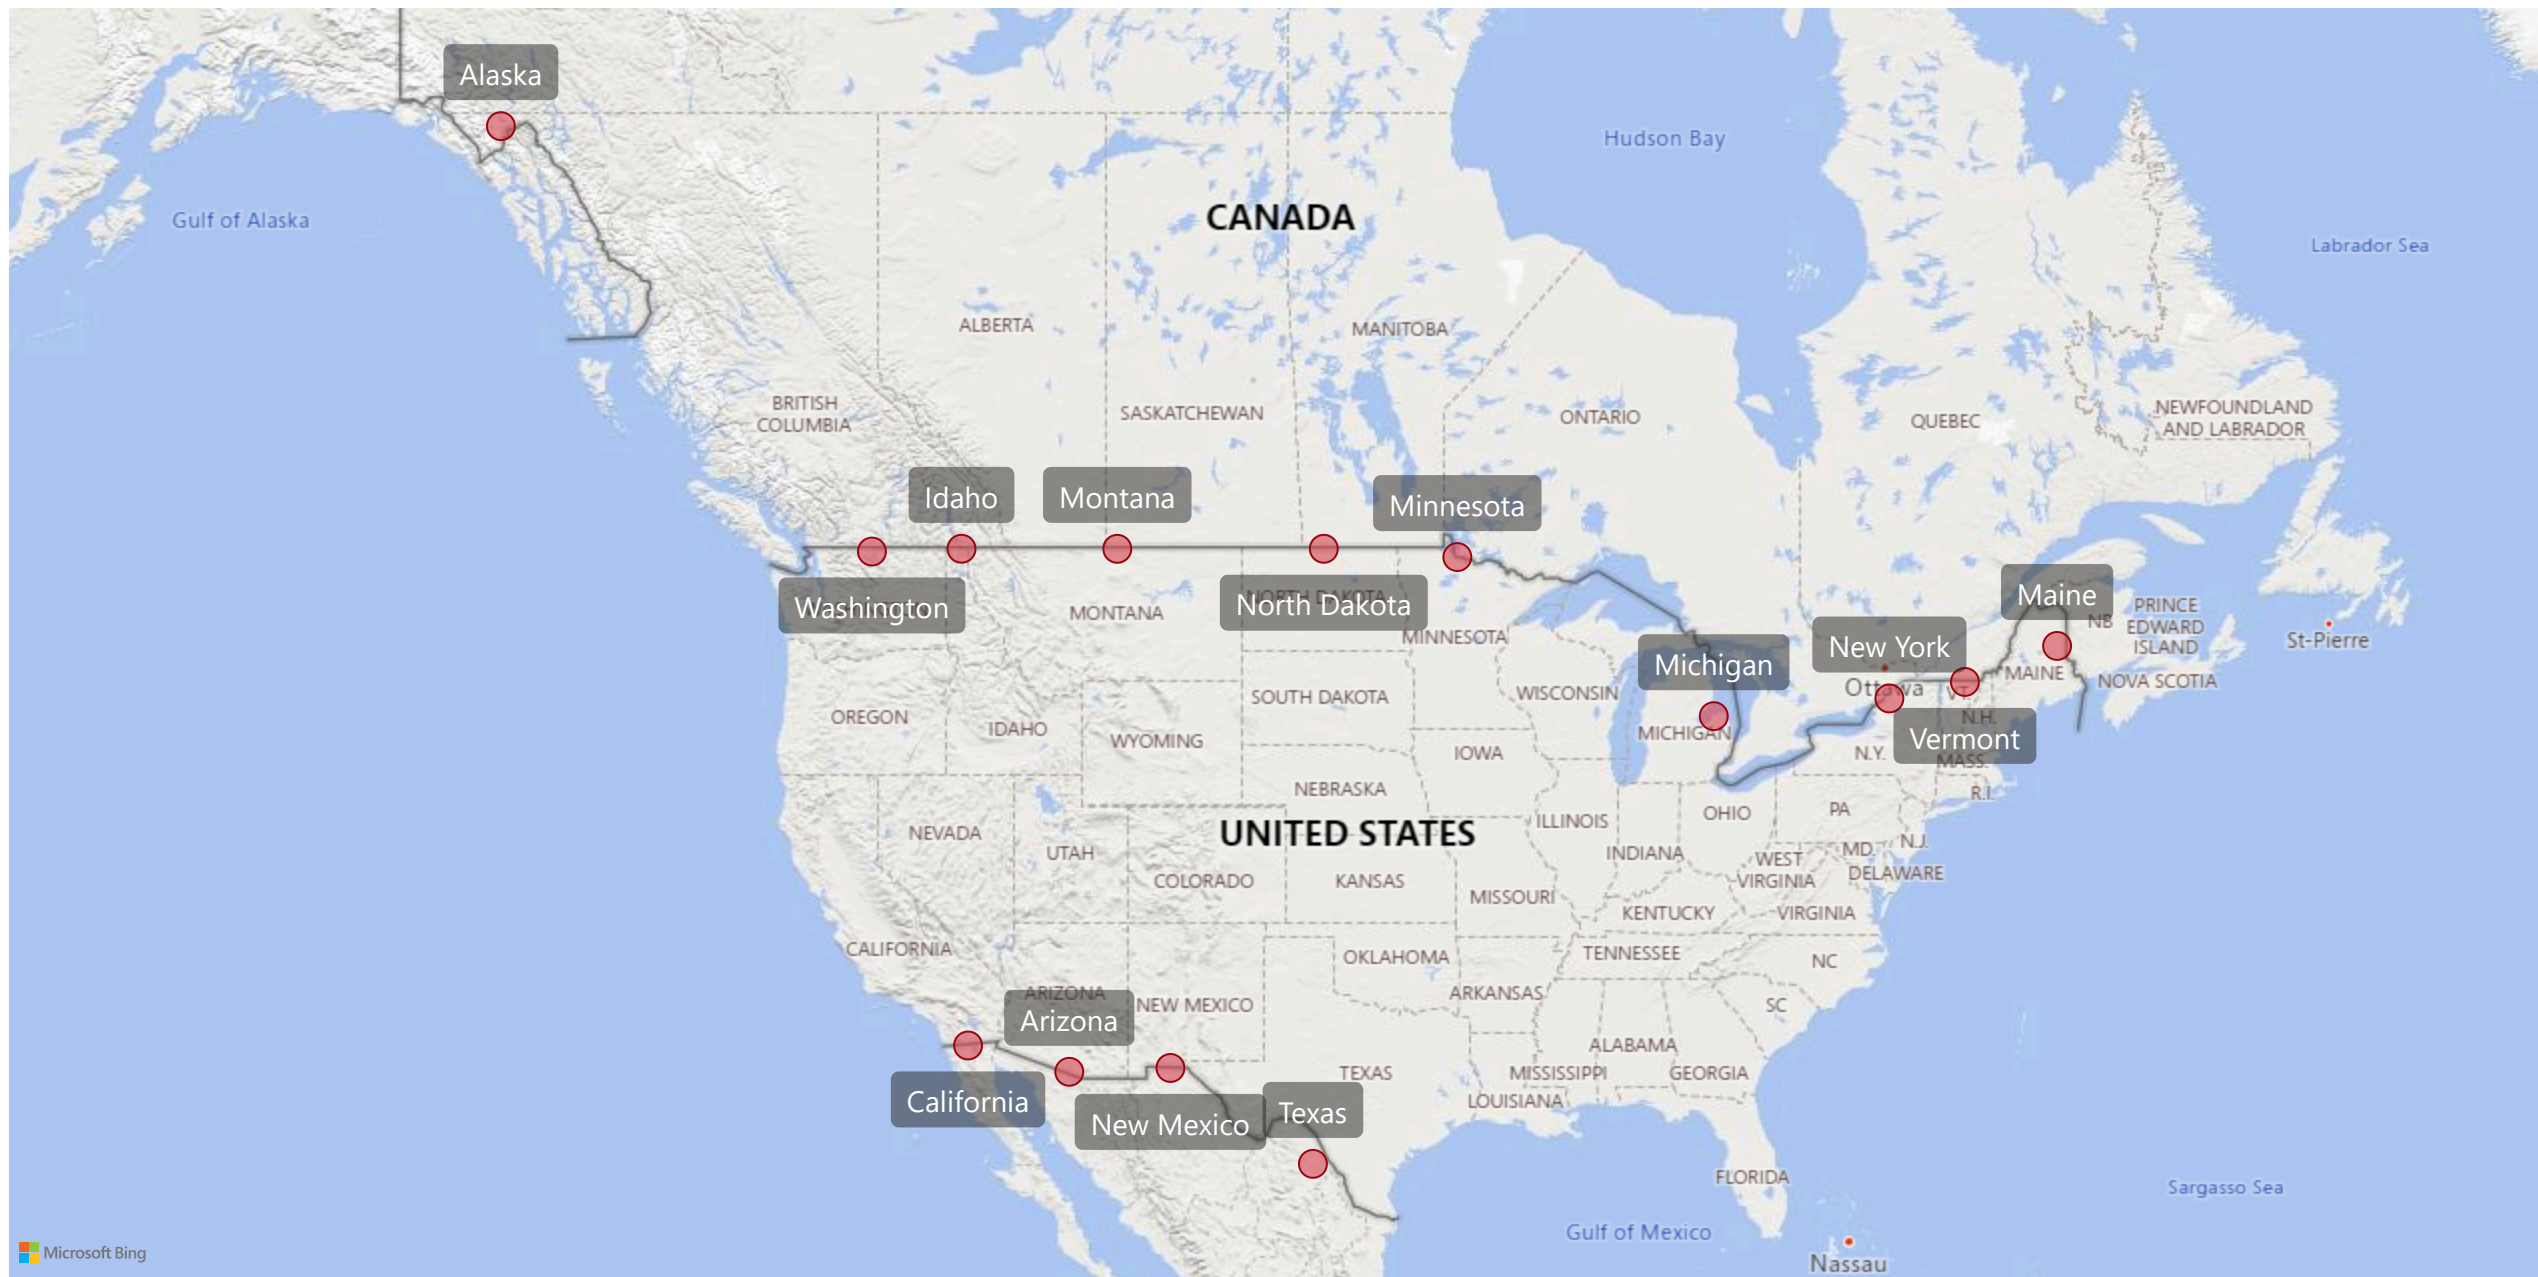 Alaska
Hudson Bay
Gulf of Alaska
CANADA
Labrador Sea
ALBERTA
MANITOBA
BRITISH
COLUMBIA
SASKATCHEWAN
ONTARIO
QUEBEC
NEWFOUNDLAND
AND LABRADOR
Idaho
Montana
Minnesota
Washington
MONTANA
NORTH DAKOTA
North Dakota
MINNESOTA
Maine
NB
PRINCE
EDWARD
ISLAND
St-Pierre
Michigan
New York
Ottawa
VT.
MAINE
NOVA SCOTIA
OREGON
IDAHO
WYOMING
SOUTH DAKOTA
WISCONSIN
MICHIGAN
N.H.
Vermont
N.Y.
MASS.
R.I.
IOWA
NEBRASKA
NEVADA
UTAH
UNITED STATES
ILLINOIS
OHIO
PA
N.J.
INDIANA
WEST
VIRGINIA
MD.
DELAWARE
COLORADO
KANSAS
MISSOURI
KENTUCKY
VIRGINIA
CALIFORNIA
OKLAHOMA
TENNESSEE
NC
ARIZONA
Arizona
NEW MEXICO
ARKANSAS
SC
ALABAMA
TEXAS
MISSISSIPPI
GEORGIA
LOUISIANA
California
New Mexico
Texas
FLORIDA
Sargasso Sea
Gulf of Mexico
Nassau
Microsoft Bing